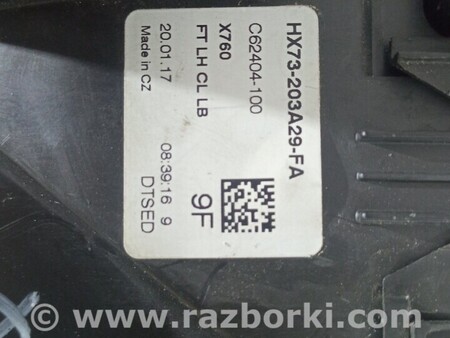 HX73-203A29-FA
C62404-100
X760
FT LH CL LB
9F
20.01.17 08:39:16 9
Made in CZ DTSED
© www.razborki.com